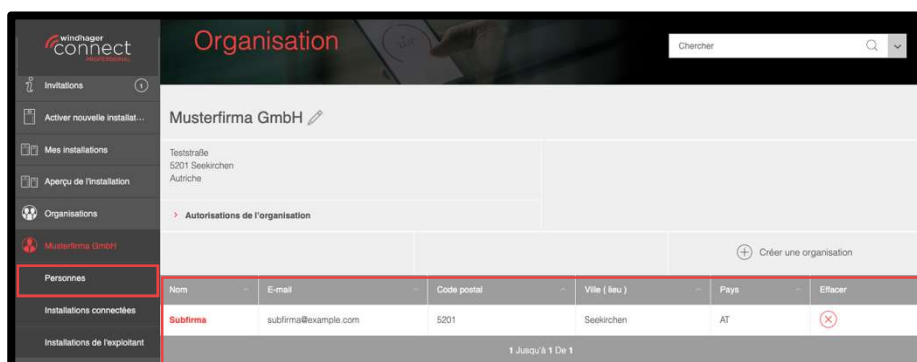 windhager
connect
PROFESSIONAL
Organisation
Chercher
Invitations
1
Activer nouvelle installat...
Mes installations
Aperçu de l'installation
Organisations
Musterfirma GmbH
Personnes
Installations connectées
Installations de l'exploitant
Musterfirma GmbH
Teststraße
5201 Seekirchen
Autriche
Autorisations de l'organisation
Créer une organisation
Nom E-mail Code postal Ville ( lieu ) Pays Effacer
Subfirma subfirma@example.com 5201 Seekirchen AT
1 Jusqu'à 1 De 1